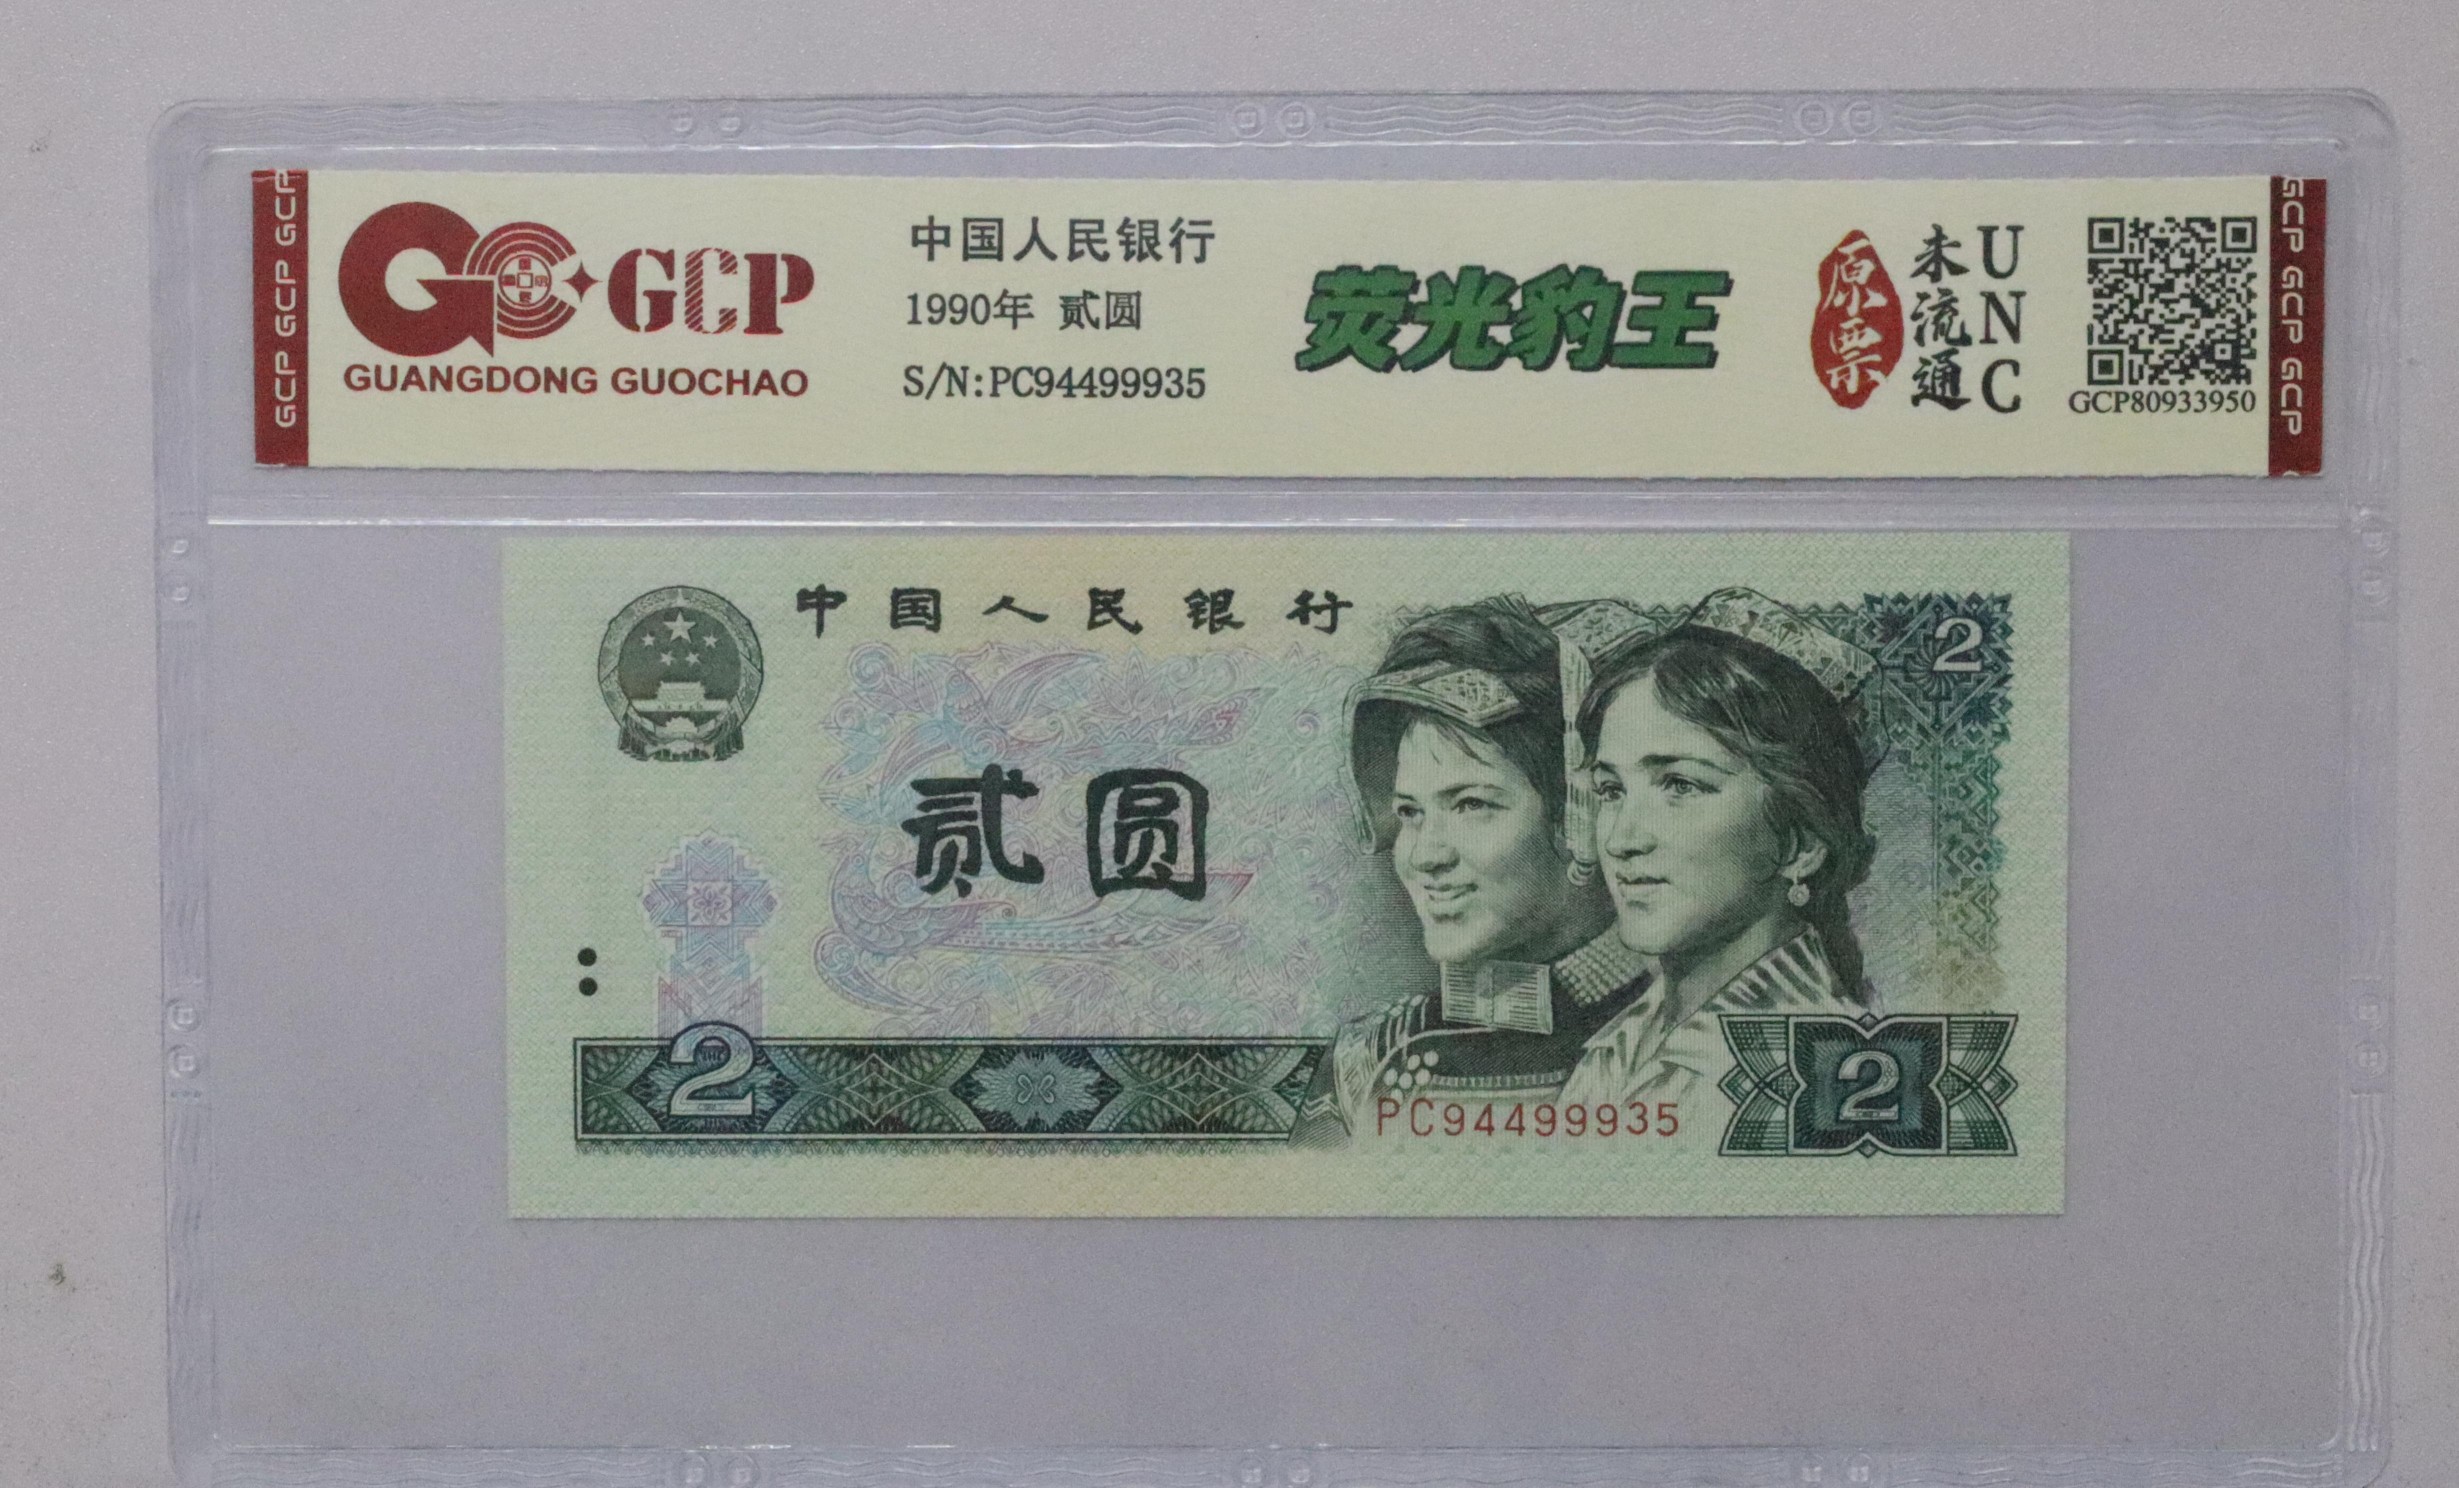 GCP GCP GCP
GCP
GUANGDONG GUOCHAO
中国人民银行
1990年 贰圆
S/N:PC94499935
荧光豹王
原票
未流通
UNC
GCP80933950
GCP GCP GCP
中国人民银行
2
贰圆
2
PC94499935
2